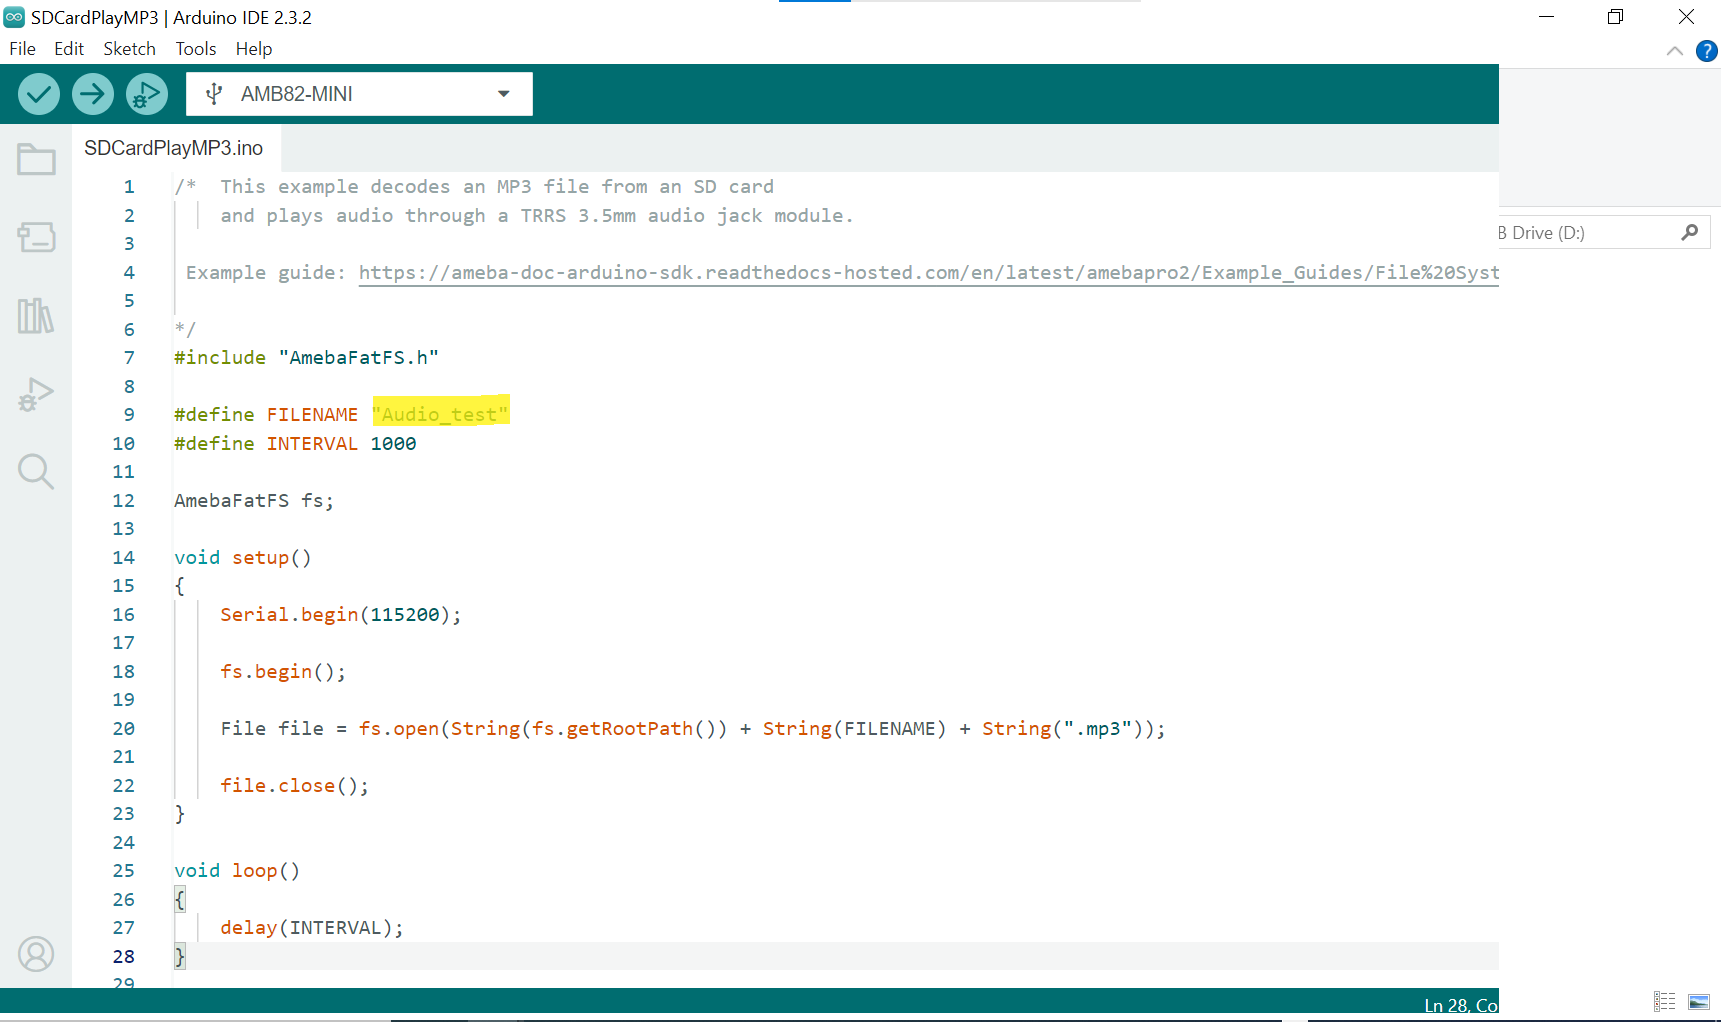 SDCardPlayMP3 | Arduino IDE 2.3.2
File Edit Sketch Tools Help
?
AMB82-MINI
SDCardPlayMP3.ino
B Drive (D:)
1 /*  This example decodes an MP3 file from an SD card
2     and plays audio through a TRRS 3.5mm audio jack module.
3
4  Example guide: https://ameba-doc-arduino-sdk.readthedocs-hosted.com/en/latest/amebapro2/Example_Guides/File%20Syst
5
6 */
7 #include "AmebaFatFS.h"
8
9 #define FILENAME "Audio_test"
10 #define INTERVAL 1000
11
12 AmebaFatFS fs;
13
14 void setup()
15 {
16     Serial.begin(115200);
17
18     fs.begin();
19
20     File file = fs.open(String(fs.getRootPath()) + String(FILENAME) + String(".mp3"));
21
22     file.close();
23 }
24
25 void loop()
26 {
27     delay(INTERVAL);
28 }
29
Ln 28, Co